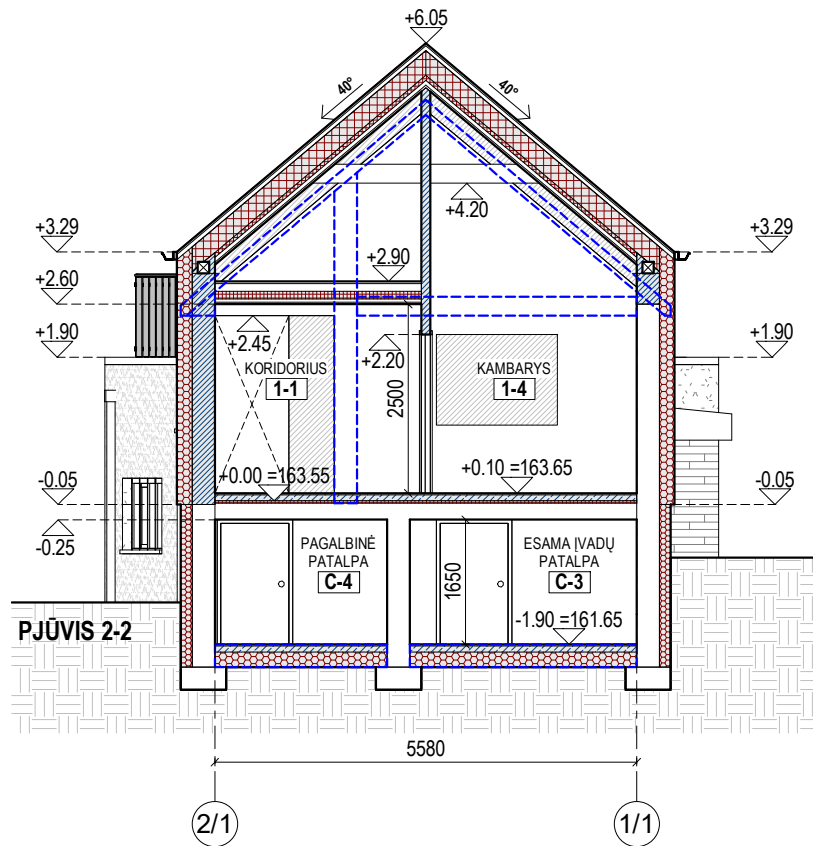 +6.05
40°
40°
+3.29
+4.20
+3.29
+2.90
+2.60
+2.60
+1.90
+2.45
+2.20
+1.90
KORIDORIUS
1-1
KAMBARYS
1-4
2500
+0.00 =163.55
+0.10 =163.65
-0.05
-0.05
-0.25
PAGALBINĖ
PATALPA
C-4
ESAMA ĮVADŲ
PATALPA
C-3
1650
-1.90 =161.65
PJŪVIS 2-2
5580
2/1
1/1